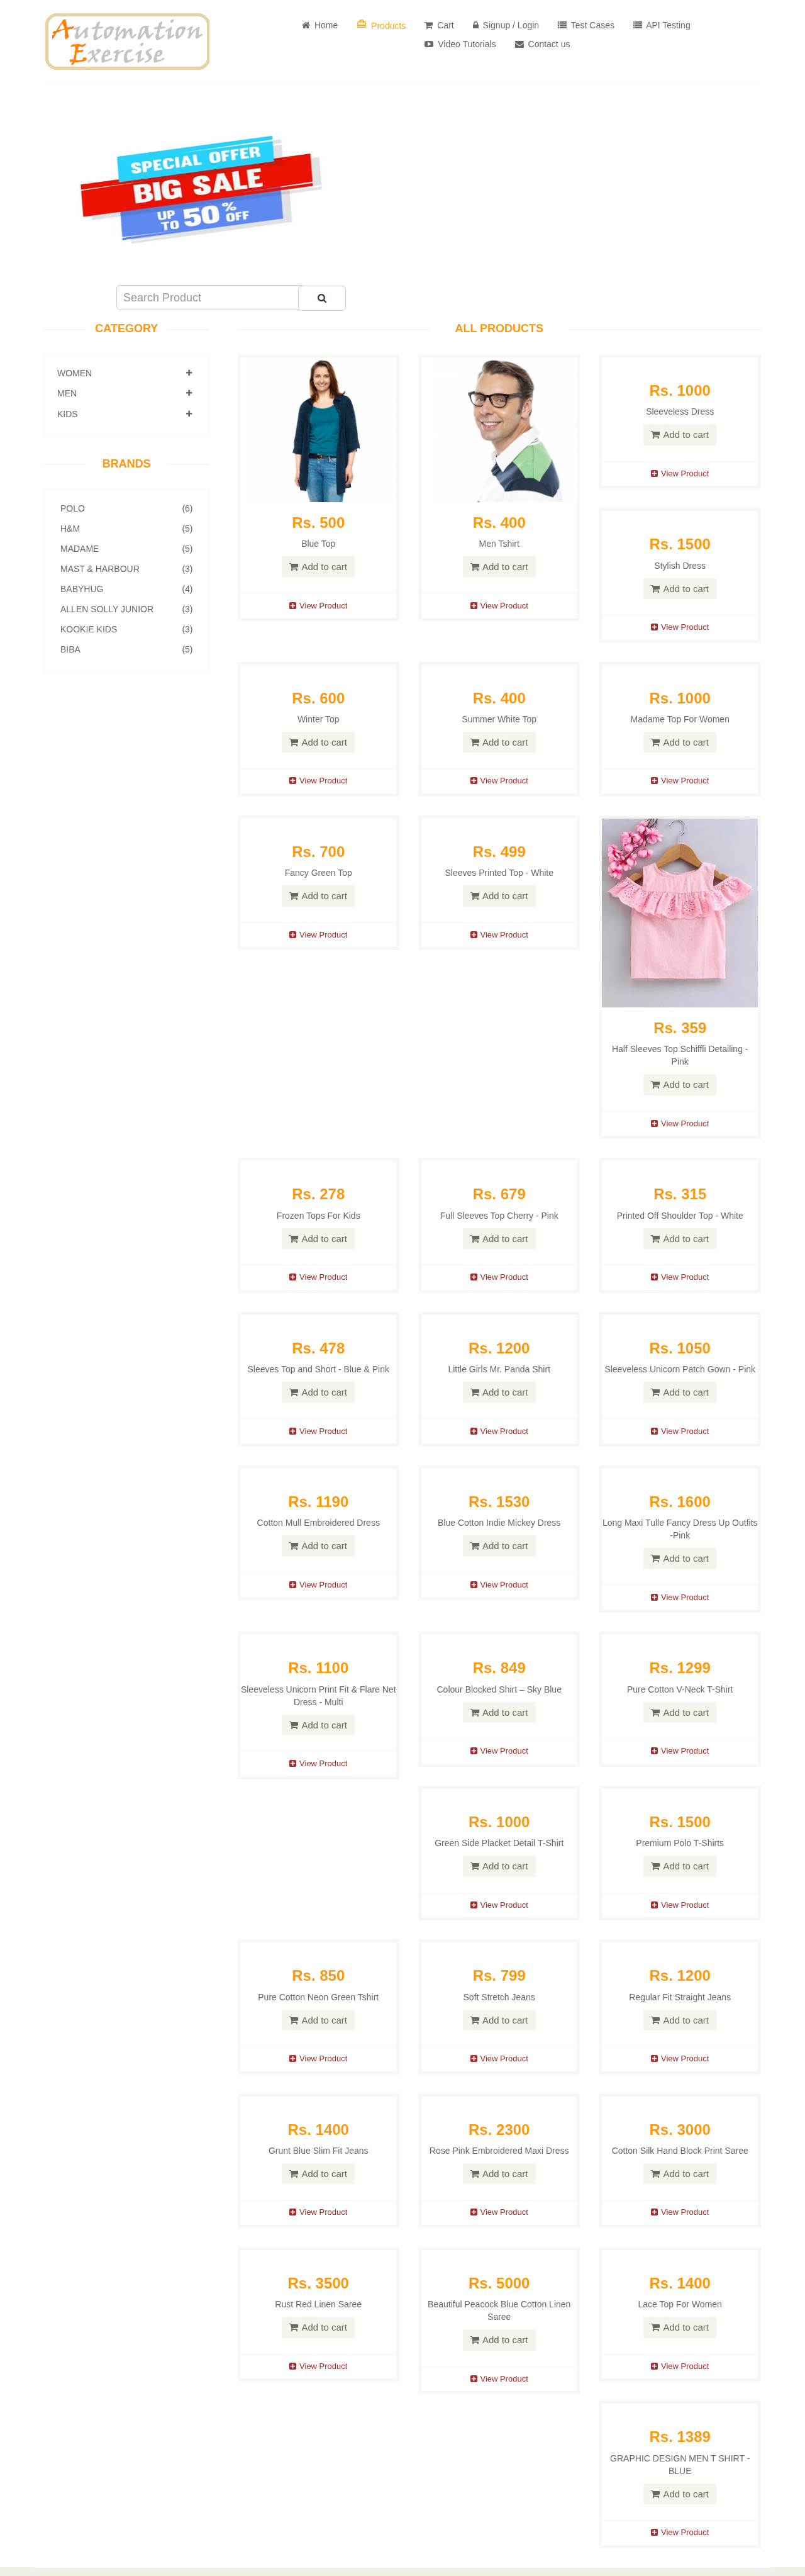 Automation
Exercise
Home
Products
Cart
Signup / Login
Test Cases
API Testing
Video Tutorials
Contact us
SPECIAL OFFER
BIG SALE
UP TO 50% OFF
Search Product
CATEGORY
WOMEN
MEN
KIDS
BRANDS
POLO (6)
H&M (5)
MADAME (5)
MAST & HARBOUR (3)
BABYHUG (4)
ALLEN SOLLY JUNIOR (3)
KOOKIE KIDS (3)
BIBA (5)
ALL PRODUCTS
Rs. 500
Blue Top
Add to cart
View Product
Rs. 400
Men Tshirt
Add to cart
View Product
Rs. 1000
Sleeveless Dress
Add to cart
View Product
Rs. 1500
Stylish Dress
Add to cart
View Product
Rs. 600
Winter Top
Add to cart
View Product
Rs. 400
Summer White Top
Add to cart
View Product
Rs. 1000
Madame Top For Women
Add to cart
View Product
Rs. 700
Fancy Green Top
Add to cart
View Product
Rs. 499
Sleeves Printed Top - White
Add to cart
View Product
Rs. 359
Half Sleeves Top Schiffli Detailing -
Pink
Add to cart
View Product
Rs. 278
Frozen Tops For Kids
Add to cart
View Product
Rs. 679
Full Sleeves Top Cherry - Pink
Add to cart
View Product
Rs. 315
Printed Off Shoulder Top - White
Add to cart
View Product
Rs. 478
Sleeves Top and Short - Blue & Pink
Add to cart
View Product
Rs. 1200
Little Girls Mr. Panda Shirt
Add to cart
View Product
Rs. 1050
Sleeveless Unicorn Patch Gown - Pink
Add to cart
View Product
Rs. 1190
Cotton Mull Embroidered Dress
Add to cart
View Product
Rs. 1530
Blue Cotton Indie Mickey Dress
Add to cart
View Product
Rs. 1600
Long Maxi Tulle Fancy Dress Up Outfits
-Pink
Add to cart
View Product
Rs. 1100
Sleeveless Unicorn Print Fit & Flare Net
Dress - Multi
Add to cart
View Product
Rs. 849
Colour Blocked Shirt – Sky Blue
Add to cart
View Product
Rs. 1299
Pure Cotton V-Neck T-Shirt
Add to cart
View Product
Rs. 1000
Green Side Placket Detail T-Shirt
Add to cart
View Product
Rs. 1500
Premium Polo T-Shirts
Add to cart
View Product
Rs. 850
Pure Cotton Neon Green Tshirt
Add to cart
View Product
Rs. 799
Soft Stretch Jeans
Add to cart
View Product
Rs. 1200
Regular Fit Straight Jeans
Add to cart
View Product
Rs. 1400
Grunt Blue Slim Fit Jeans
Add to cart
View Product
Rs. 2300
Rose Pink Embroidered Maxi Dress
Add to cart
View Product
Rs. 3000
Cotton Silk Hand Block Print Saree
Add to cart
View Product
Rs. 3500
Rust Red Linen Saree
Add to cart
View Product
Rs. 5000
Beautiful Peacock Blue Cotton Linen
Saree
Add to cart
View Product
Rs. 1400
Lace Top For Women
Add to cart
View Product
Rs. 1389
GRAPHIC DESIGN MEN T SHIRT -
BLUE
Add to cart
View Product